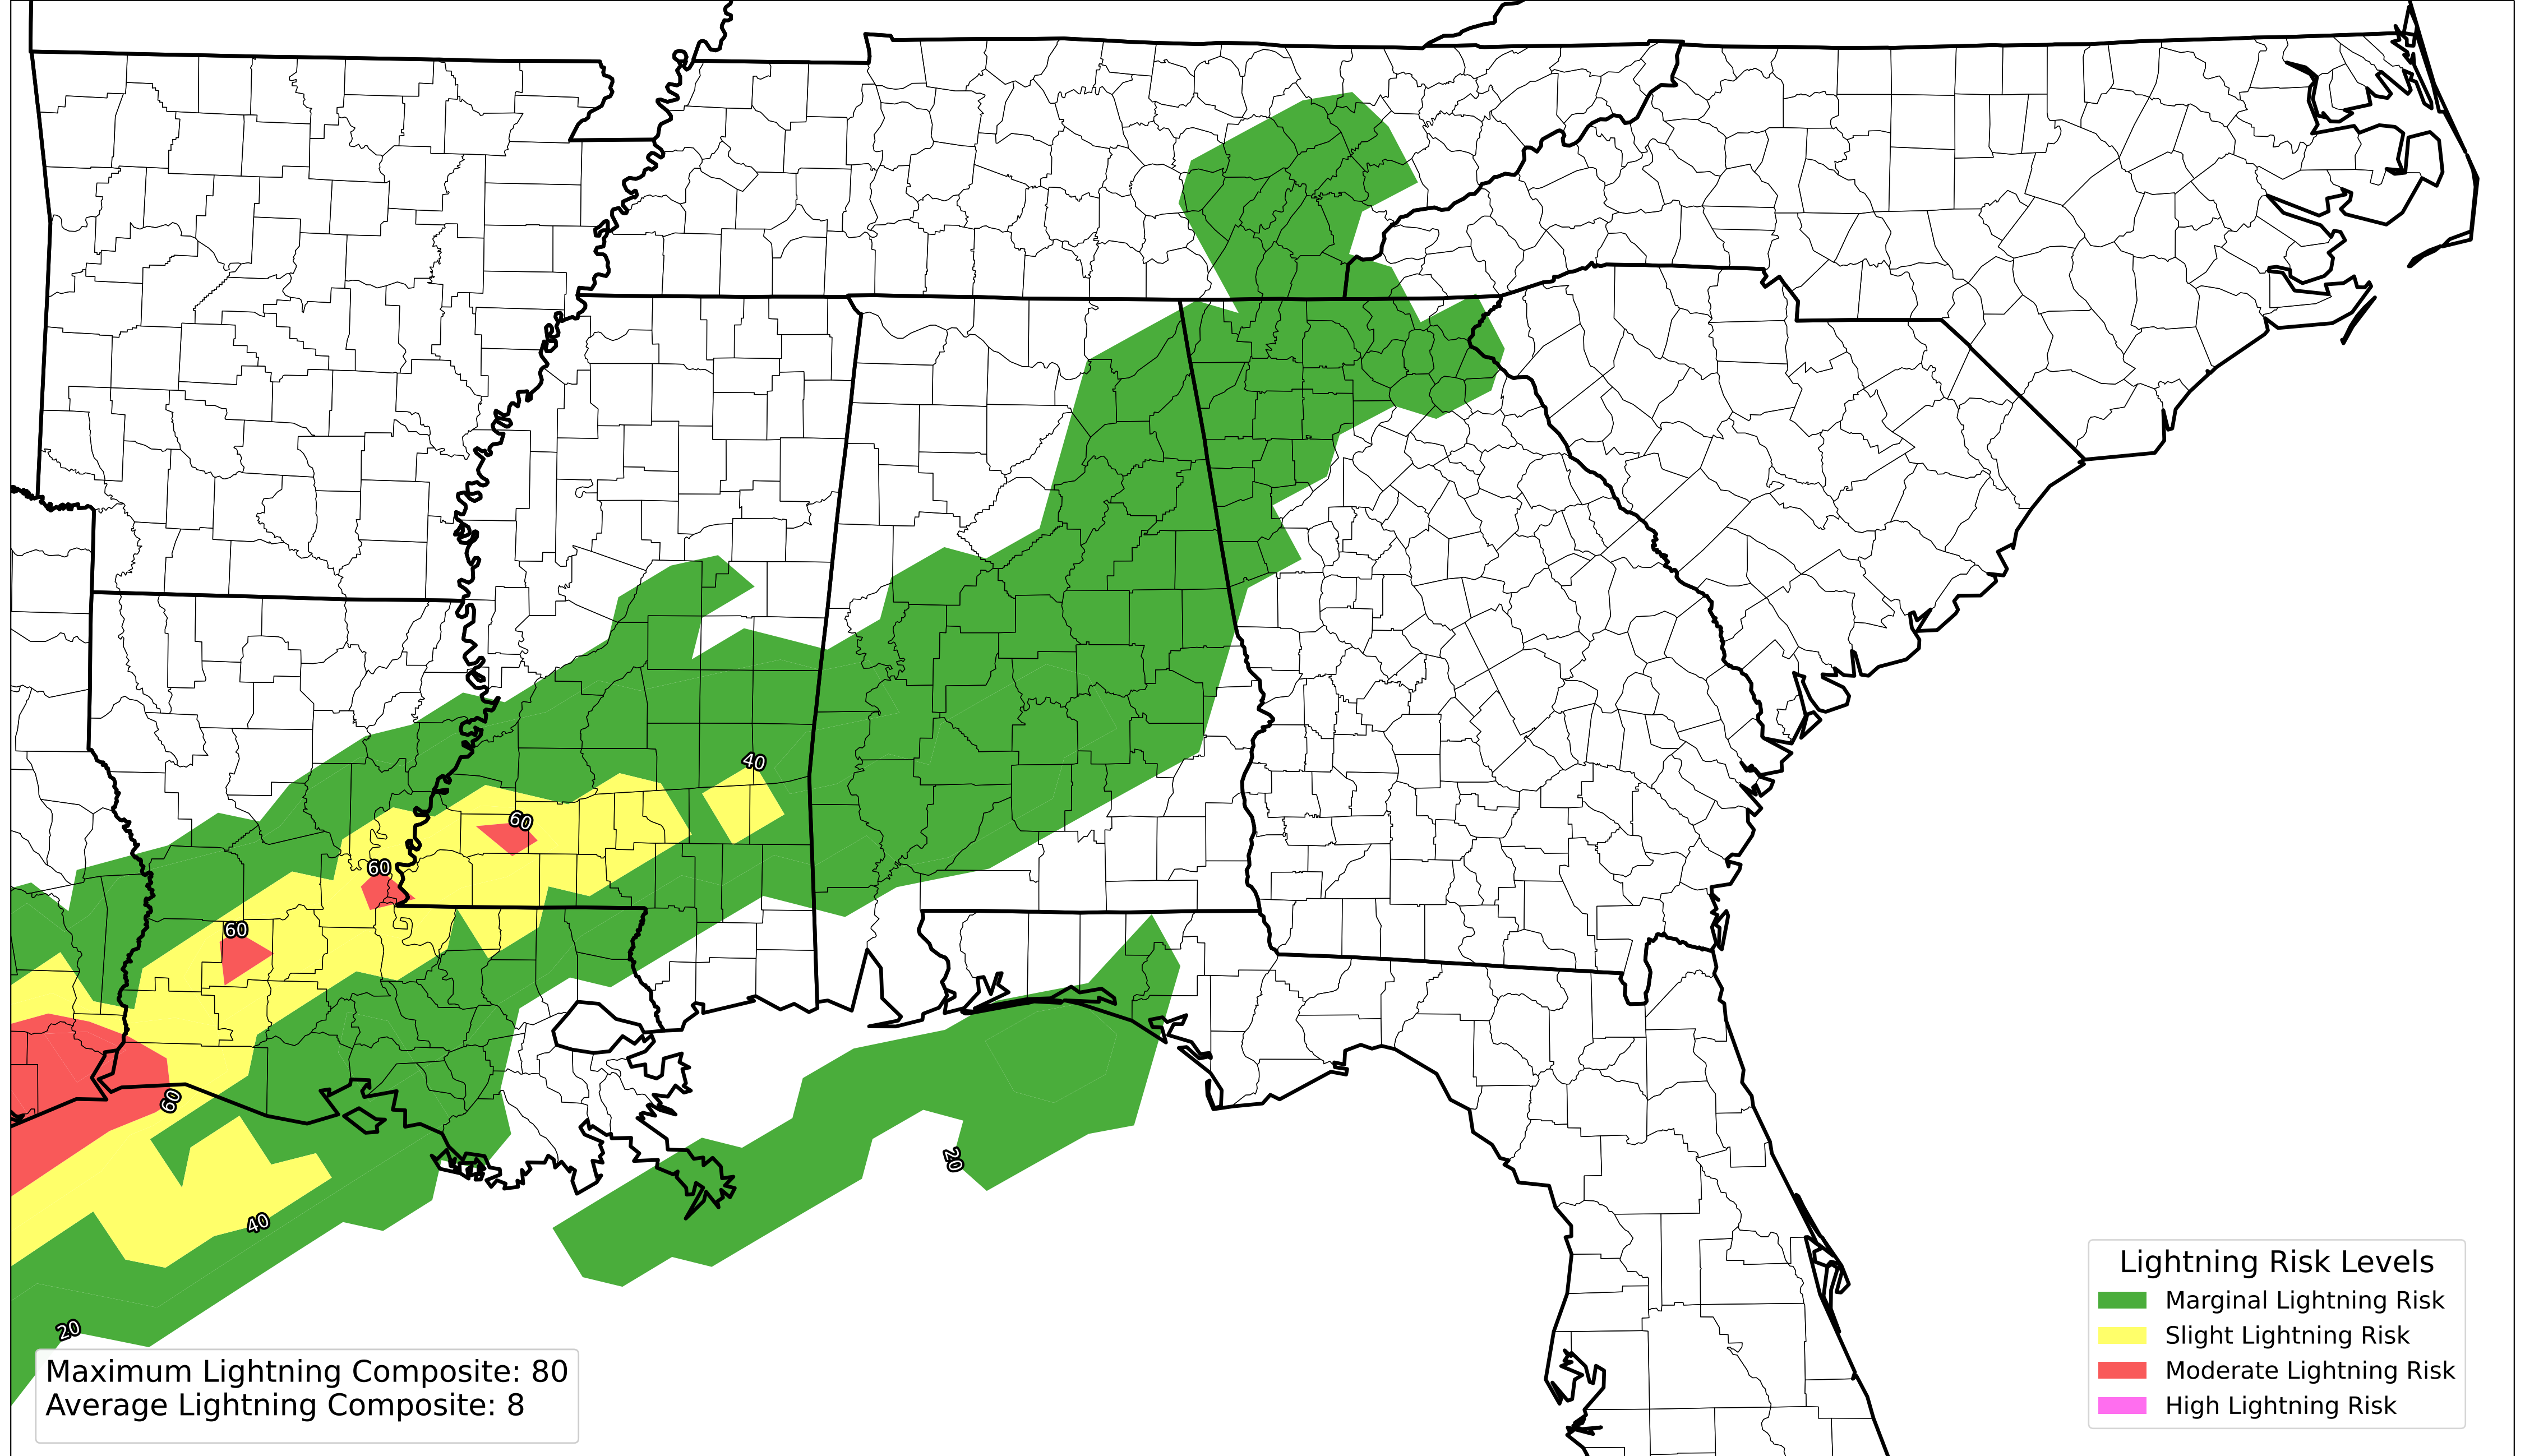 40
60
60
60
60
20
40
20
Maximum Lightning Composite: 80
Average Lightning Composite: 8
Lightning Risk Levels
Marginal Lightning Risk
Slight Lightning Risk
Moderate Lightning Risk
High Lightning Risk